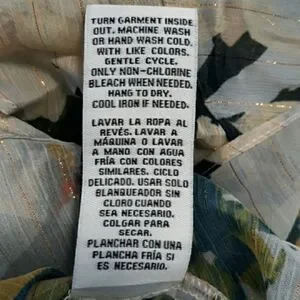 TURN GARMENT INSIDE
OUT. MACHINE WASH
OR HAND WASH COLD.
WITH LIKE COLORS.
GENTLE CYCLE.
ONLY NON-CHLORINE
BLEACH WHEN NEEDED.
HANG TO DRY.
COOL IRON IF NEEDED.
LAVAR LA ROPA AL
REVÉS. LAVAR A
MÁQUINA O LAVAR
A MANO CON AGUA
FRÍA CON COLORES
SIMILARES. CICLO
DELICADO. USAR SOLO
BLANQUEADOR SIN
CLORO CUANDO
SEA NECESARIO.
COLGAR PARA
SECAR.
PLANCHAR CON UNA
PLANCHA FRÍA SI
ES NECESARIO.